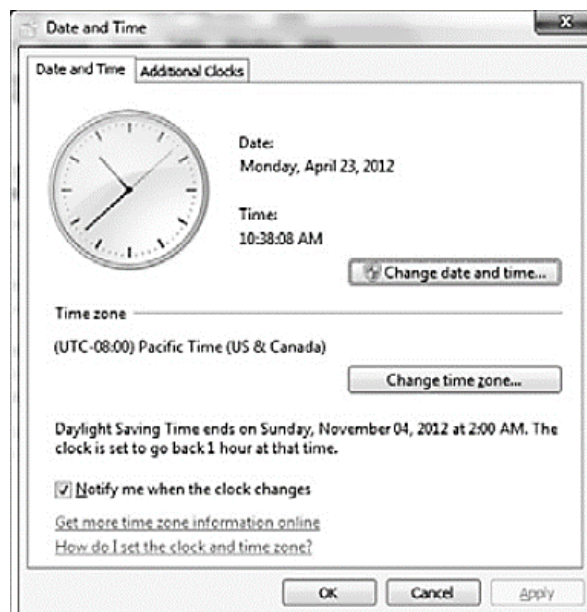 Date and Time
Date and Time Additional Clocks
Date:
Monday, April 23, 2012
Time:
10:38:08 AM
Change date and time...
Time zone
(UTC-08:00) Pacific Time (US & Canada)
Change time zone...
Daylight Saving Time ends on Sunday, November 04, 2012 at 2:00 AM. The
clock is set to go back 1 hour at that time.
Notify me when the clock changes
Get more time zone information online
How do I set the clock and time zone?
OK Cancel Apply